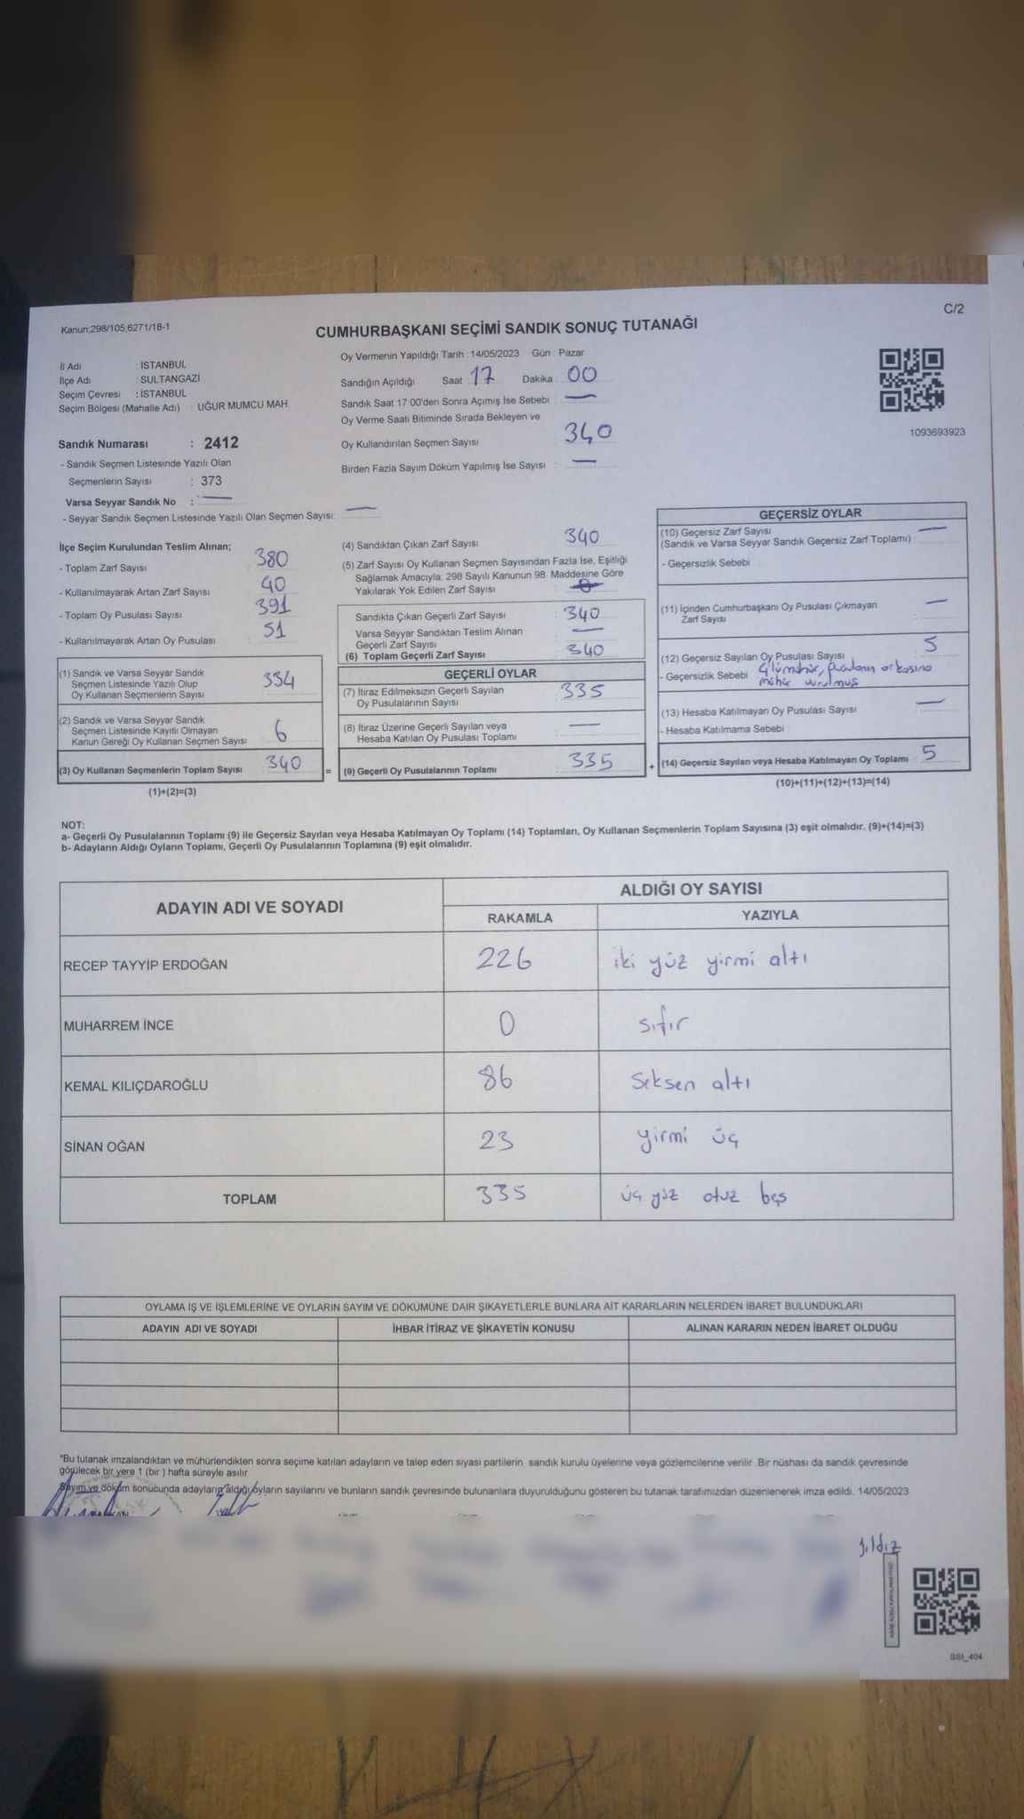 Kanun:298/105,6271/18-1
C/2
CUMHURBAŞKANI SEÇİMİ SANDIK SONUÇ TUTANAĞI
İl Adı : İSTANBUL
İlçe Adı : SULTANGAZİ
Seçim Çevresi : İSTANBUL
Seçim Bölgesi (Mahalle Adı) : UĞUR MUMCU MAH.
Sandık Numarası : 2412
- Sandık Seçmen Listesinde Yazılı Olan
Seçmenlerin Sayısı : 373
Varsa Seyyar Sandık No : —
- Seyyar Sandık Seçmen Listesinde Yazılı Olan Seçmen Sayısı: —
Oy Vermenin Yapıldığı Tarih : 14/05/2023 Gün : Pazar
Sandığın Açıldığı Saat : 17 Dakika : 00
Sandık Saat 17:00'den Sonra Açımış İse Sebebi : —
Oy Verme Saati Bitiminde Sırada Bekleyen ve
Oy Kullandırılan Seçmen Sayısı : 340
Birden Fazla Sayım Döküm Yapılmış İse Sayısı : —
1093693923
İlçe Seçim Kurulundan Teslim Alınan;
- Toplam Zarf Sayısı 380
- Kullanılmayarak Artan Zarf Sayısı 40
- Toplam Oy Pusulası Sayısı 391
- Kullanılmayarak Artan Oy Pusulası 51
(1) Sandık ve Varsa Seyyar Sandık
Seçmen Listesinde Yazılı Olup
Oy Kullanan Seçmenlerin Sayısı 334
(2) Sandık ve Varsa Seyyar Sandık
Seçmen Listesinde Kayıtlı Olmayan
Kanun Gereği Oy Kullanan Seçmen Sayısı 6
(3) Oy Kullanan Seçmenlerin Toplam Sayısı 340
(1)+(2)=(3)
(4) Sandıktan Çıkan Zarf Sayısı 340
(5) Zarf Sayısı Oy Kullanan Seçmen Sayısından Fazla İse, Eşitliği
Sağlamak Amacıyla, 298 Sayılı Kanunun 98. Maddesine Göre
Yakılarak Yok Edilen Zarf Sayısı
Sandıkta Çıkan Geçerli Zarf Sayısı 340
Varsa Seyyar Sandıktan Teslim Alınan
Geçerli Zarf Sayısı —
(6) Toplam Geçerli Zarf Sayısı 340
GEÇERLİ OYLAR
(7) İtiraz Edilmeksizin Geçerli Sayılan
Oy Pusulalarının Sayısı 335
(8) İtiraz Üzerine Geçerli Sayılan veya
Hesaba Katılan Oy Pusulası Toplamı —
= (9) Geçerli Oy Pusulalarının Toplamı 335
GEÇERSİZ OYLAR
(10) Geçersiz Zarf Sayısı —
(Sandık ve Varsa Seyyar Sandık Geçersiz Zarf Toplamı)
- Geçersizlik Sebebi
(11) İçinden Cumhurbaşkanı Oy Pusulası Çıkmayan —
Zarf Sayısı
(12) Geçersiz Sayılan Oy Pusulası Sayısı 5
- Geçersizlik Sebebi arkasına
mühür vurulmuş
(13) Hesaba Katılmayan Oy Pusulası Sayısı —
- Hesaba Katılmama Sebebi
+ (14) Geçersiz Sayılan veya Hesaba Katılmayan Oy Toplamı 5
(10)+(11)+(12)+(13)=(14)
NOT:
a- Geçerli Oy Pusulalarının Toplamı (9) ile Geçersiz Sayılan veya Hesaba Katılmayan Oy Toplamı (14) Toplamları, Oy Kullanan Seçmenlerin Toplam Sayısına (3) eşit olmalıdır. (9)+(14)=(3)
b- Adayların Aldığı Oyların Toplamı, Geçerli Oy Pusulalarının Toplamına (9) eşit olmalıdır.
ADAYIN ADI VE SOYADI
ALDIĞI OY SAYISI
RAKAMLA YAZIYLA
RECEP TAYYİP ERDOĞAN 226 iki yüz yirmi altı
MUHARREM İNCE 0 sıfır
KEMAL KILIÇDAROĞLU 86 seksen altı
SİNAN OĞAN 23 yirmi üç
TOPLAM 335 üç yüz otuz beş
OYLAMA İŞ VE İŞLEMLERİNE VE OYLARIN SAYIM VE DÖKÜMÜNE DAİR ŞİKAYETLERLE BUNLARA AİT KARARLARIN NELERDEN İBARET BULUNDUKLARI
ADAYIN ADI VE SOYADI İHBAR İTİRAZ VE ŞİKAYETİN KONUSU ALINAN KARARIN NEDEN İBARET OLDUĞU
"Bu tutanak imzalandıktan ve mühürlendikten sonra seçime katılan adayların ve talep eden siyasi partilerin, sandık kurulu üyelerine veya gözlemcilerine verilir. Bir nüshası da sandık çevresinde
görülecek bir yere 1 (bir) hafta süreyle asılır.
Sayım ve döküm sonucunda adayların aldığı oyların sayılarını ve bunların sandık çevresinde bulunanlara duyurulduğunu gösteren bu tutanak tarafımızdan düzenlenerek imza edildi. 14/05/2023
yıldız